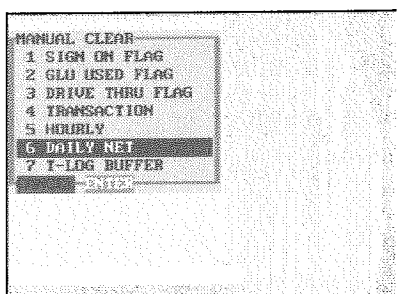 MANUAL CLEAR
1 SIGN ON FLAG
2 GLU USED FLAG
3 DRIVE THRU FLAG
4 TRANSACTION
5 HOURLY
6 DAILY NET
7 T-LOG BUFFER
ENTER